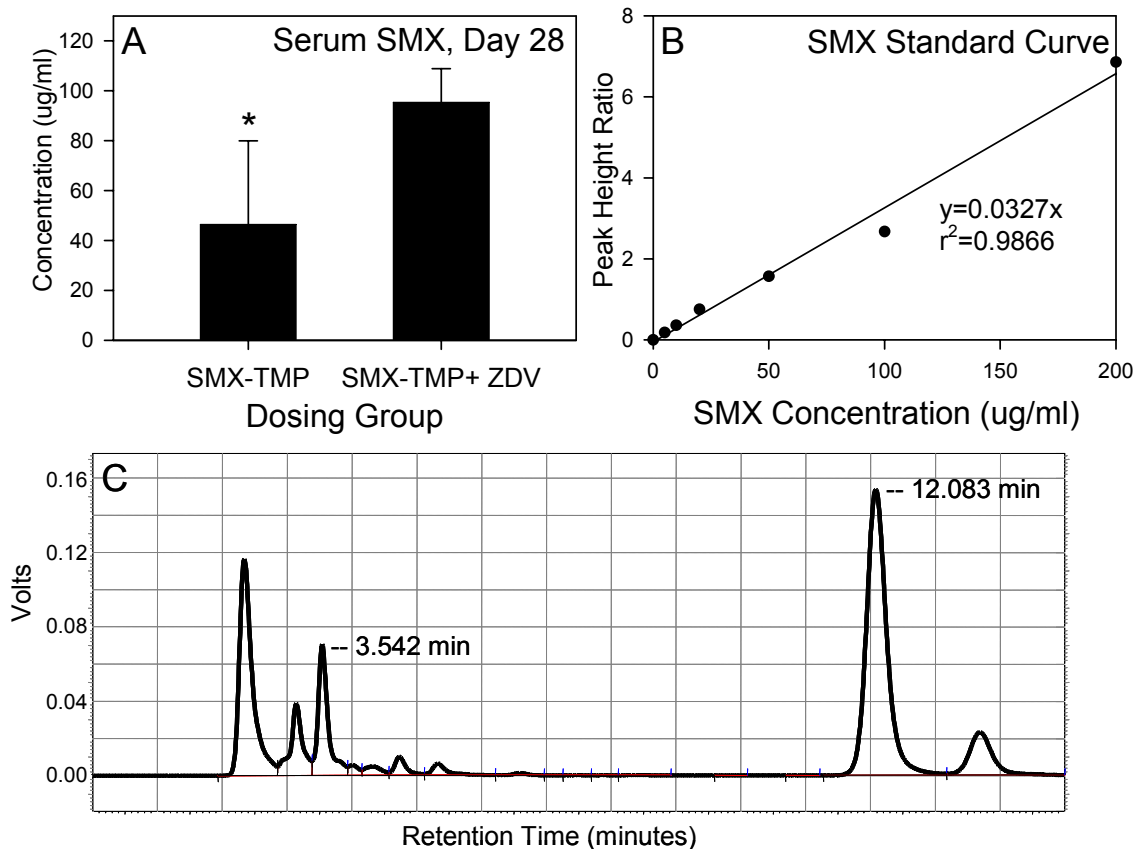 A
Serum SMX, Day 28
Concentration (ug/ml)
120
100
80
60
40
20
0
*
SMX-TMP
SMX-TMP+ ZDV
Dosing Group
B
SMX Standard Curve
Peak Height Ratio
8
6
4
2
0
y=0.0327x
r²=0.9866
0
50
100
150
200
SMX Concentration (ug/ml)
C
Volts
0.16
0.12
0.08
0.04
0.00
-- 3.542 min
-- 12.083 min
Retention Time (minutes)